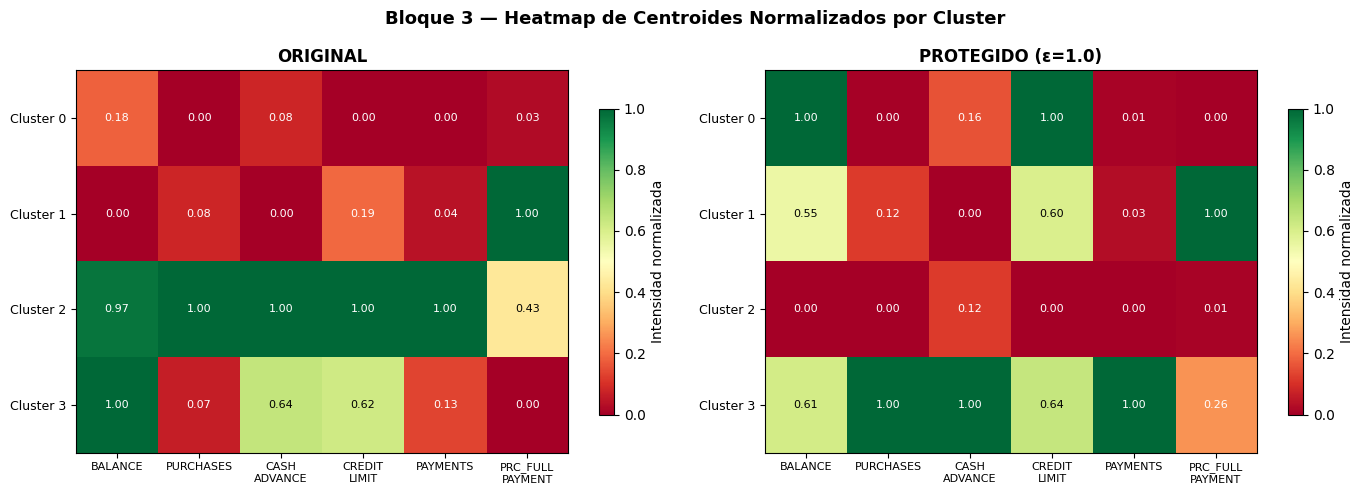 Bloque 3 — Heatmap de Centroides Normalizados por Cluster
ORIGINAL
Cluster 0
0.18 0.00 0.08 0.00 0.00 0.03
Cluster 1
0.00 0.08 0.00 0.19 0.04 1.00
Cluster 2
0.97 1.00 1.00 1.00 1.00 0.43
Cluster 3
1.00 0.07 0.64 0.62 0.13 0.00
BALANCE
PURCHASES
CASH
ADVANCE
CREDIT
LIMIT
PAYMENTS
PRC_FULL
PAYMENT
1.0
0.8
0.6
0.4
0.2
0.0
Intensidad normalizada
PROTEGIDO (ε=1.0)
Cluster 0
1.00 0.00 0.16 1.00 0.01 0.00
Cluster 1
0.55 0.12 0.00 0.60 0.03 1.00
Cluster 2
0.00 0.00 0.12 0.00 0.00 0.01
Cluster 3
0.61 1.00 1.00 0.64 1.00 0.26
BALANCE
PURCHASES
CASH
ADVANCE
CREDIT
LIMIT
PAYMENTS
PRC_FULL
PAYMENT
1.0
0.8
0.6
0.4
0.2
0.0
Intensidad normalizada